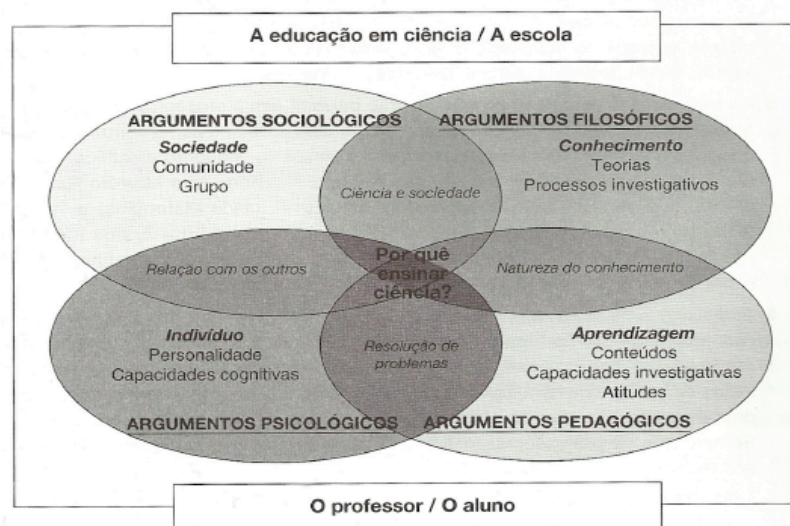 A educação em ciência / A escola
ARGUMENTOS SOCIOLÓGICOS
Sociedade
Comunidade
Grupo
ARGUMENTOS FILOSÓFICOS
Conhecimento
Teorias
Processos investigativos
Ciência e sociedade
Relação com os outros
Por quê
ensinar
ciência?
Natureza do conhecimento
Indivíduo
Personalidade
Capacidades cognitivas
Resolução de
problemas
Aprendizagem
Conteúdos
Capacidades investigativas
Atitudes
ARGUMENTOS PSICOLÓGICOS
ARGUMENTOS PEDAGÓGICOS
O professor / O aluno